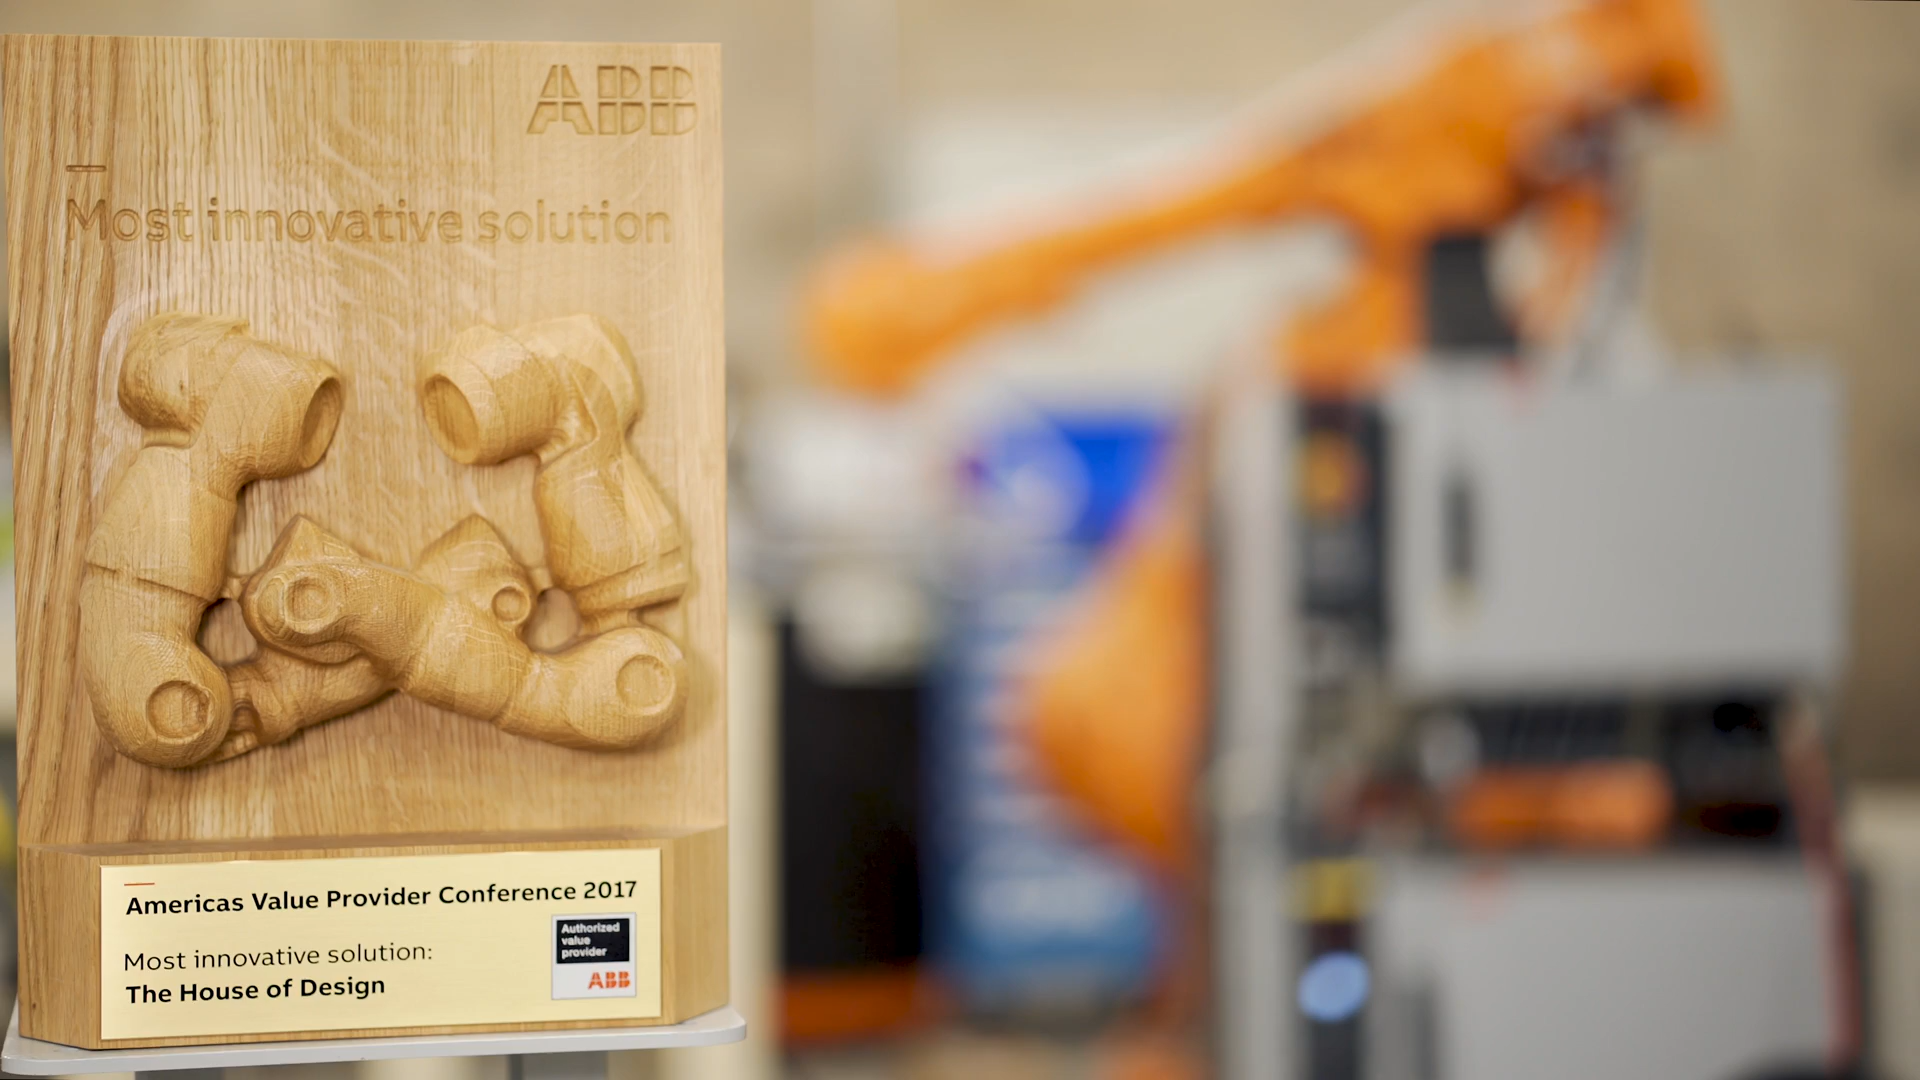 ABB
Most innovative solution
Americas Value Provider Conference 2017
Most innovative solution:
The House of Design
Authorized
value
provider
ABB